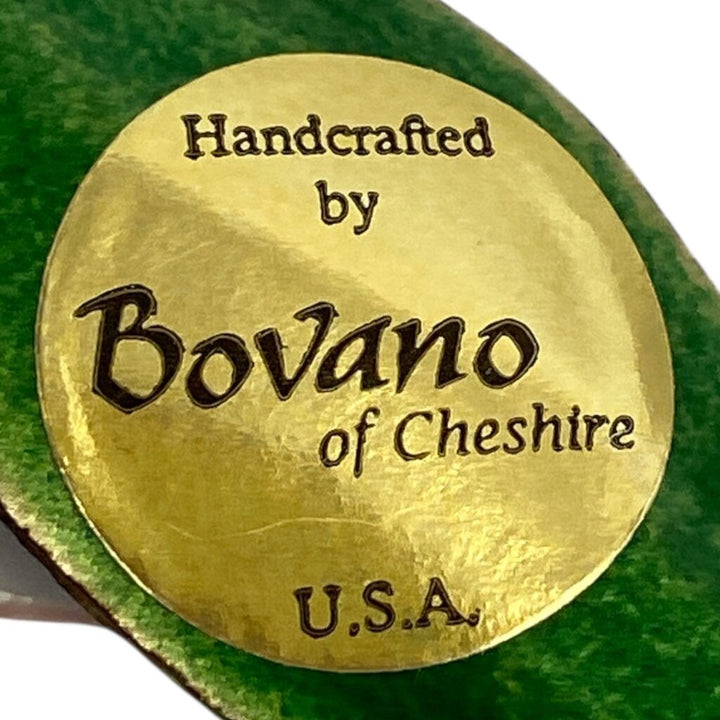 Handcrafted
by
Bovano
of Cheshire
U.S.A.